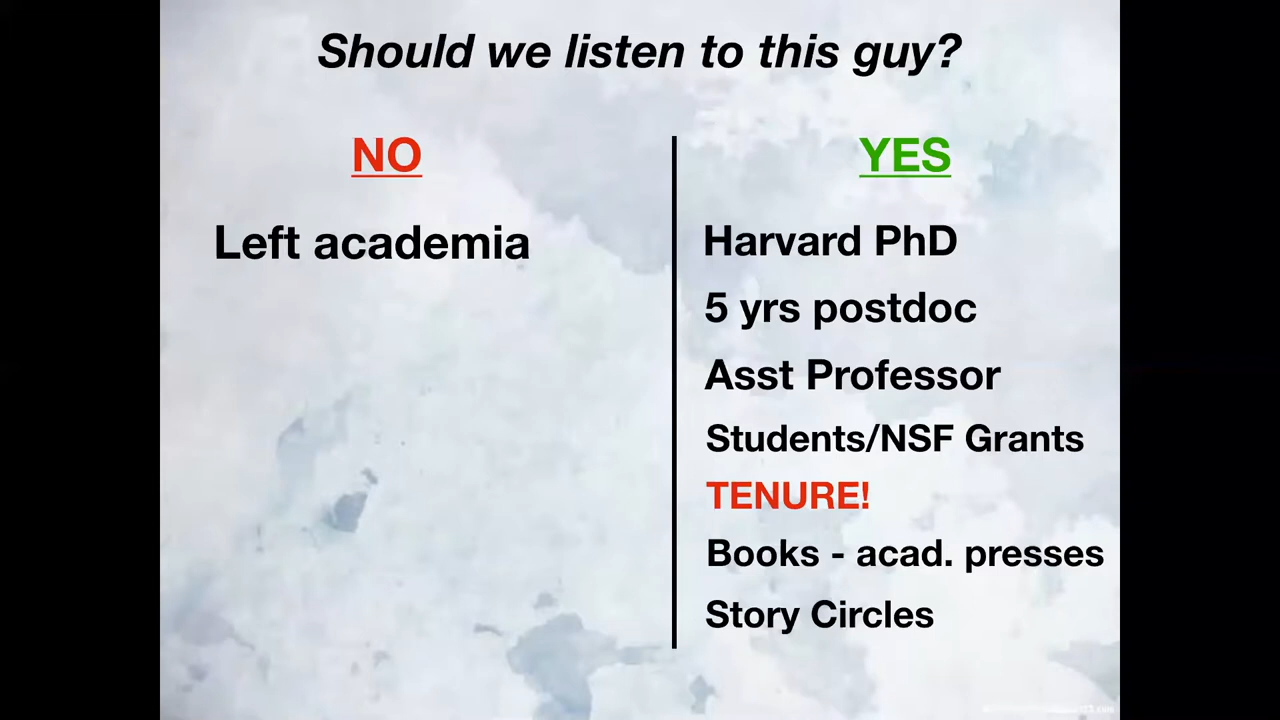 Should we listen to this guy?
NO
Left academia
YES
Harvard PhD
5 yrs postdoc
Asst Professor
Students/NSF Grants
TENURE!
Books - acad. presses
Story Circles